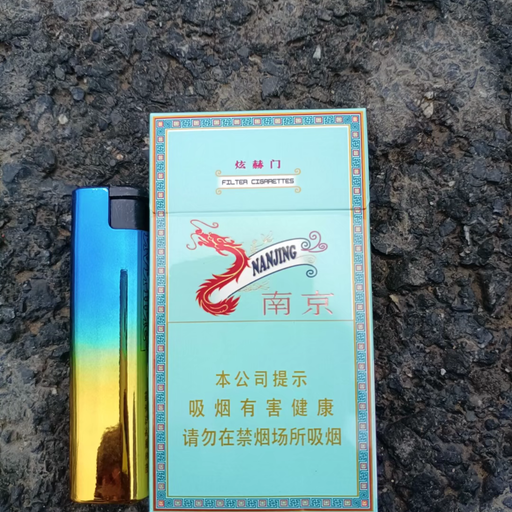 炫赫门
FILTER CIGARETTES
NANJING
南京
本公司提示
吸烟有害健康
请勿在禁烟场所吸烟